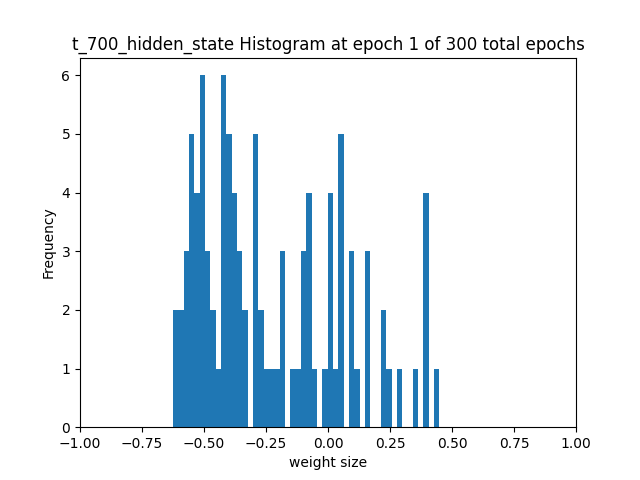 t_700_hidden_state Histogram at epoch 1 of 300 total epochs
6
5
4
3
2
1
0
Frequency
−1.00 −0.75 −0.50 −0.25 0.00 0.25 0.50 0.75 1.00
weight size